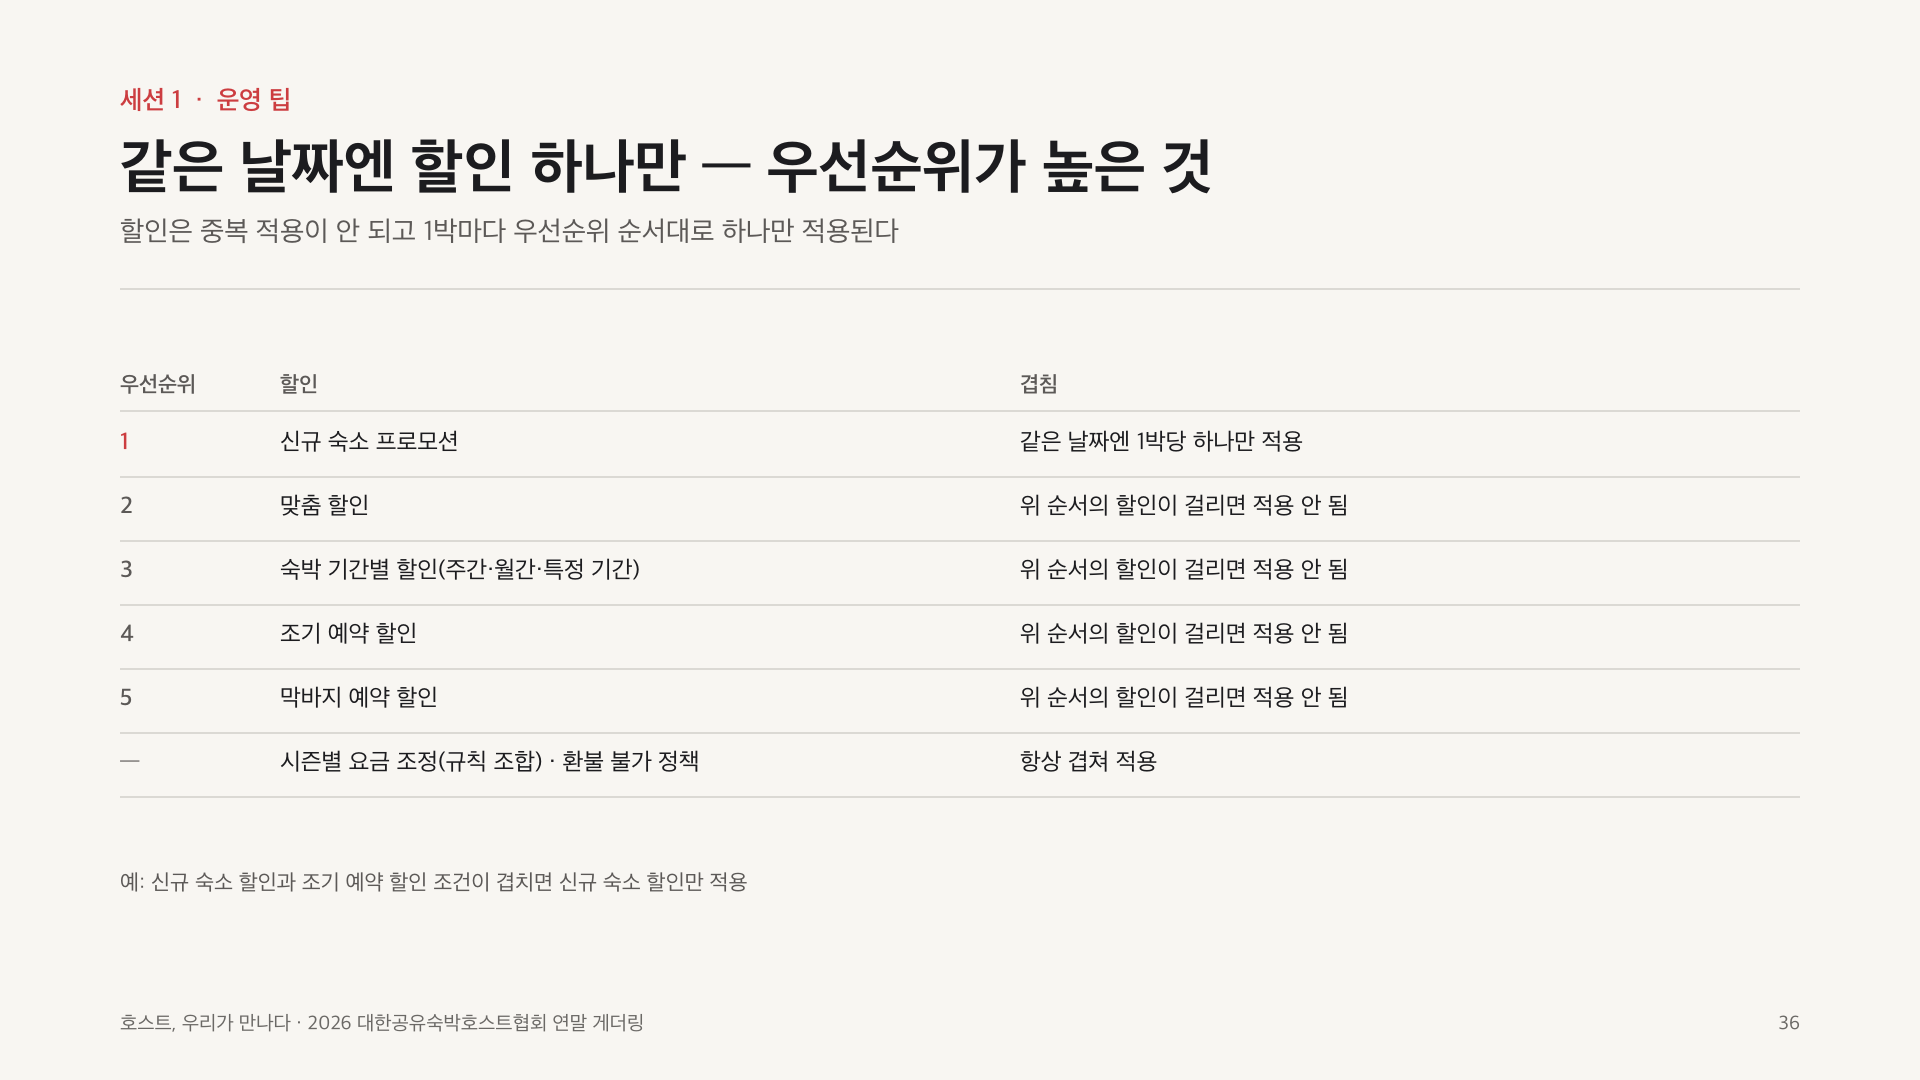 세션 1 · 운영 팁
같은 날짜엔 할인 하나만 — 우선순위가 높은 것
할인은 중복 적용이 안 되고 1박마다 우선순위 순서대로 하나만 적용된다
우선순위 할인 겹침
1 신규 숙소 프로모션 같은 날짜엔 1박당 하나만 적용
2 맞춤 할인 위 순서의 할인이 걸리면 적용 안 됨
3 숙박 기간별 할인(주간·월간·특정 기간) 위 순서의 할인이 걸리면 적용 안 됨
4 조기 예약 할인 위 순서의 할인이 걸리면 적용 안 됨
5 막바지 예약 할인 위 순서의 할인이 걸리면 적용 안 됨
— 시즌별 요금 조정(규칙 조합) · 환불 불가 정책 항상 겹쳐 적용
예: 신규 숙소 할인과 조기 예약 할인 조건이 겹치면 신규 숙소 할인만 적용
호스트, 우리가 만나다 · 2026 대한공유숙박호스트협회 연말 게더링 36